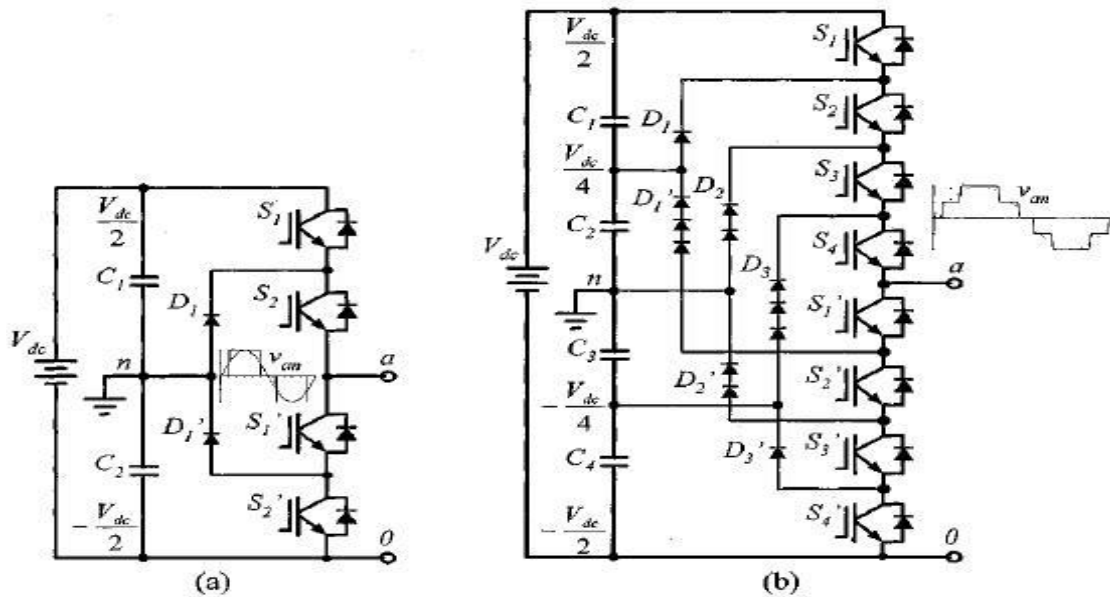 V_dc/2
S_1
C_1
D_1
S_2
V_dc
n
v_an
a
D_1'
S_1'
C_2
S_2'
-V_dc/2
0
(a)
V_dc/2
S_1
S_2
C_1
D_1
V_dc/4
S_3
D_2
D_1'
C_2
v_an
S_4
V_dc
D_3
n
a
S_1'
C_3
D_2'
S_2'
-V_dc/4
S_3'
D_3'
C_4
S_4'
-V_dc/2
0
(b)